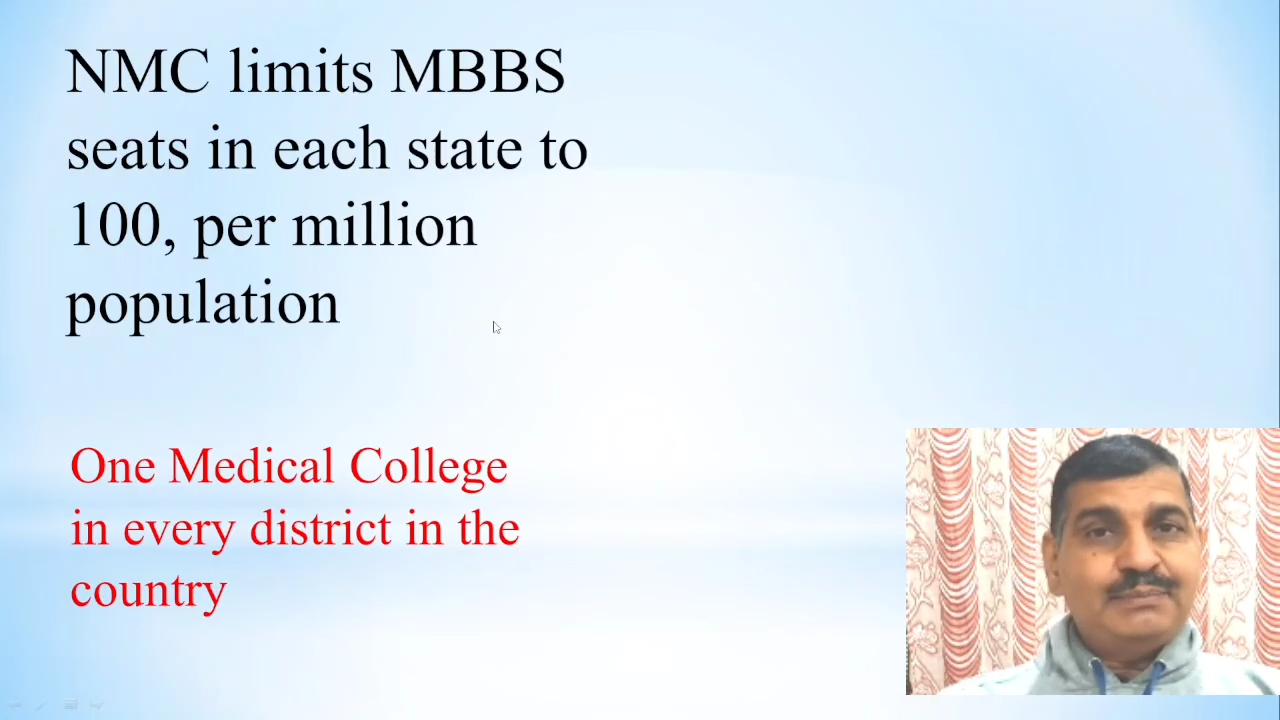 NMC limits MBBS
seats in each state to
100, per million
population
One Medical College
in every district in the
country